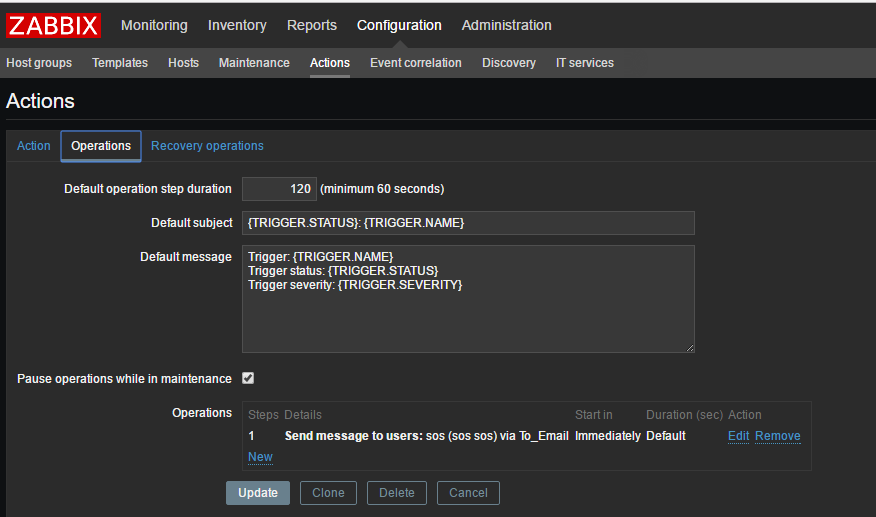 ZABBIX Monitoring Inventory Reports Configuration Administration
Host groups Templates Hosts Maintenance Actions Event correlation Discovery IT services
Actions
Action Operations Recovery operations
Default operation step duration 120 (minimum 60 seconds)
Default subject {TRIGGER.STATUS}: {TRIGGER.NAME}
Default message Trigger: {TRIGGER.NAME}
Trigger status: {TRIGGER.STATUS}
Trigger severity: {TRIGGER.SEVERITY}
Pause operations while in maintenance
Operations Steps Details Start in Duration (sec) Action
1 Send message to users: sos (sos sos) via To_Email Immediately Default Edit Remove
New
Update Clone Delete Cancel